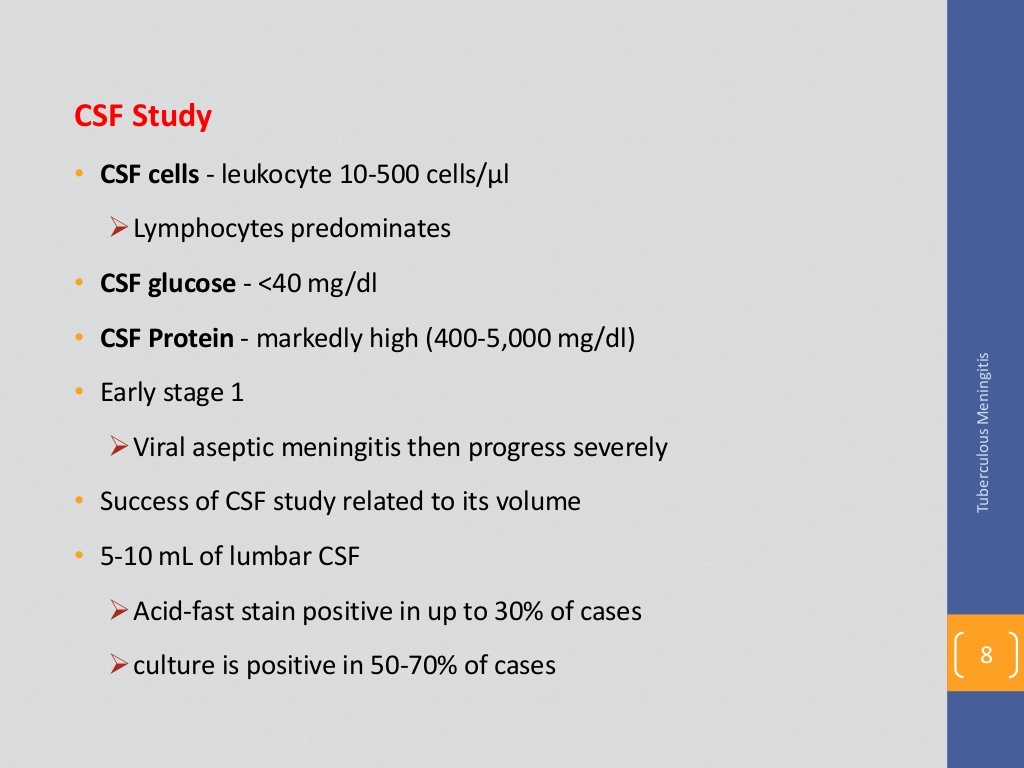 CSF Study
• CSF cells - leukocyte 10-500 cells/µl
➢Lymphocytes predominates
• CSF glucose - <40 mg/dl
• CSF Protein - markedly high (400-5,000 mg/dl)
• Early stage 1
➢Viral aseptic meningitis then progress severely
• Success of CSF study related to its volume
• 5-10 mL of lumbar CSF
➢Acid-fast stain positive in up to 30% of cases
➢culture is positive in 50-70% of cases
Tuberculous Meningitis
8